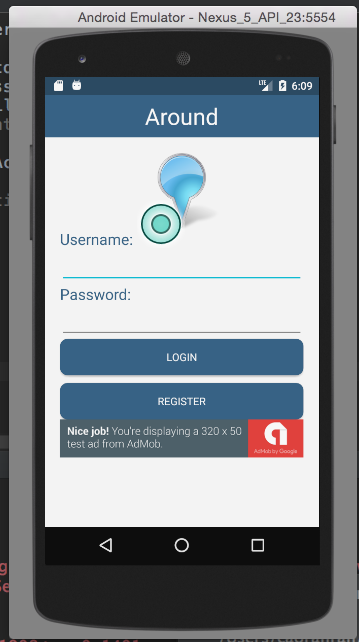 Android Emulator - Nexus_5_API_23:5554
LTE 6:09
Around
Username:
Password:
LOGIN
REGISTER
Nice job! You're displaying a 320 x 50
test ad from AdMob.
AdMob by Google